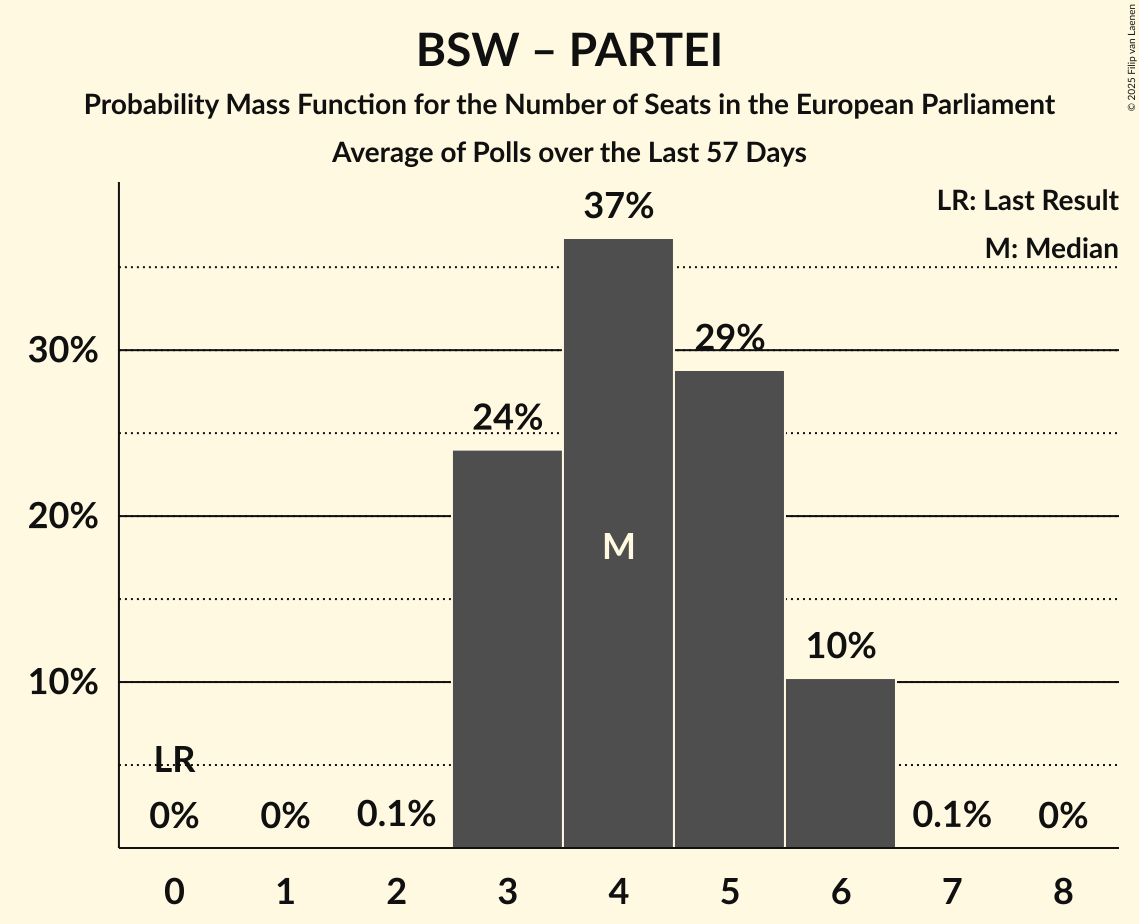 BSW – PARTEI
Probability Mass Function for the Number of Seats in the European Parliament
Average of Polls over the Last 57 Days
© 2025 Filip van Laenen
LR: Last Result
M: Median
37%
30%
29%
24%
20%
M
10%
10%
LR
0%
0%
0.1%
0.1%
0%
0 1 2 3 4 5 6 7 8